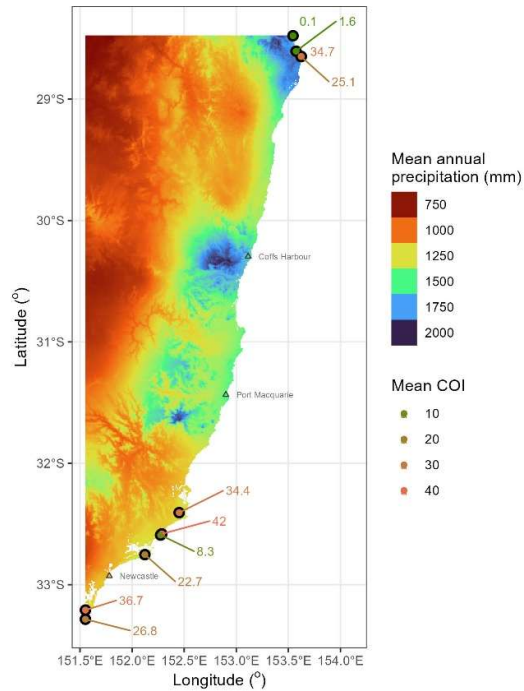 0.1
1.6
34.7
25.1
29°S
30°S
31°S
32°S
33°S
Latitude (°)
Coffs Harbour
Port Macquarie
34.4
42
8.3
22.7
Newcastle
36.7
26.8
151.5°E 152.0°E 152.5°E 153.0°E 153.5°E 154.0°E
Longitude (°)
Mean annual
precipitation (mm)
750
1000
1250
1500
1750
2000
Mean COI
10
20
30
40